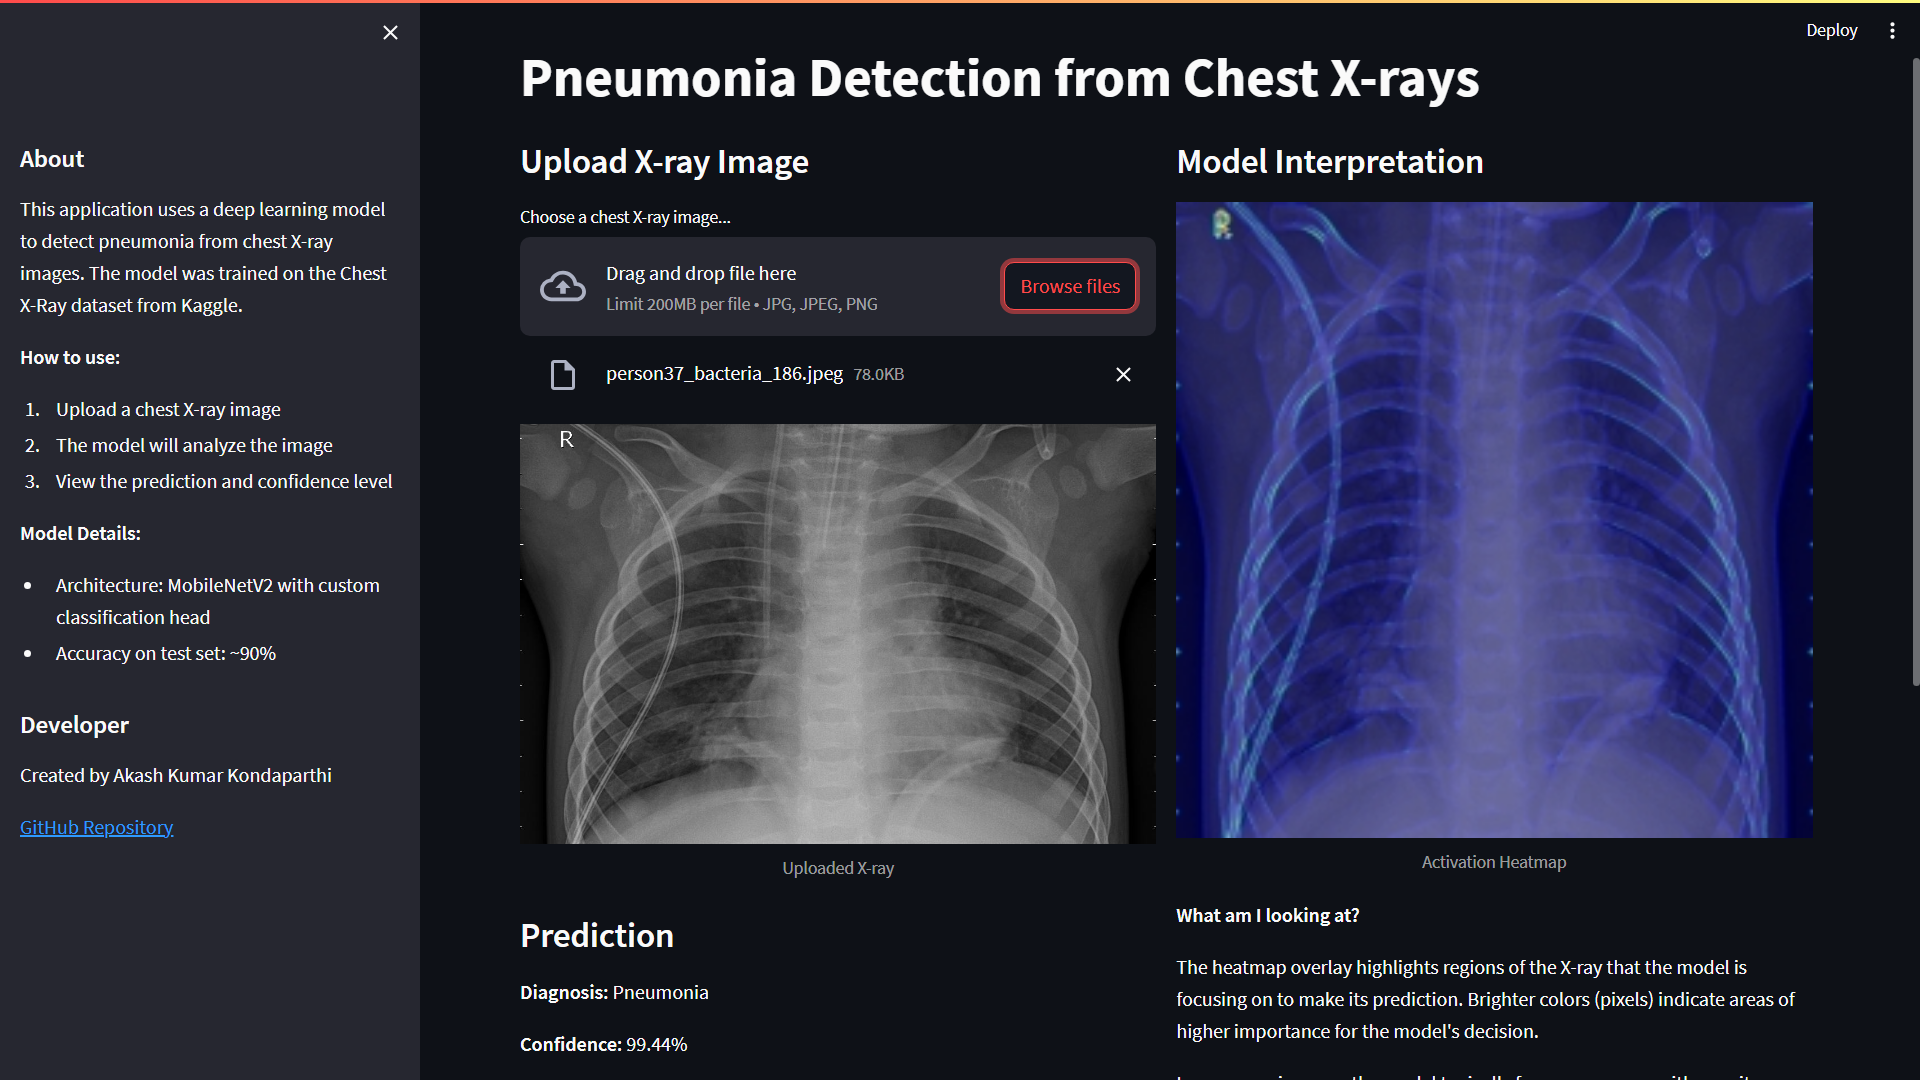 Deploy
About
This application uses a deep learning model
to detect pneumonia from chest X-ray
images. The model was trained on the Chest
X-Ray dataset from Kaggle.
How to use:
1. Upload a chest X-ray image
2. The model will analyze the image
3. View the prediction and confidence level
Model Details:
• Architecture: MobileNetV2 with custom
classification head
• Accuracy on test set: ~90%
Developer
Created by Akash Kumar Kondaparthi
GitHub Repository
Pneumonia Detection from Chest X-rays
Upload X-ray Image
Choose a chest X-ray image...
Drag and drop file here
Limit 200MB per file • JPG, JPEG, PNG
Browse files
person37_bacteria_186.jpeg 78.0KB
R
Uploaded X-ray
Prediction
Diagnosis: Pneumonia
Confidence: 99.44%
Model Interpretation
R
Activation Heatmap
What am I looking at?
The heatmap overlay highlights regions of the X-ray that the model is
focusing on to make its prediction. Brighter colors (pixels) indicate areas of
higher importance for the model's decision.